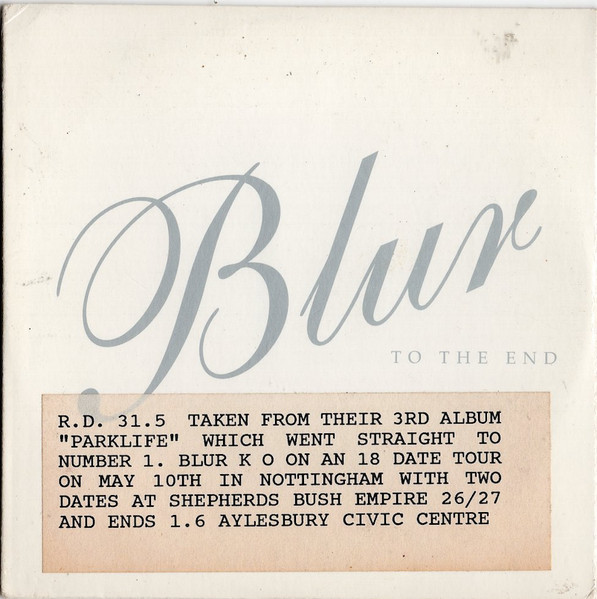 Blur
TO THE END
R.D. 31.5 TAKEN FROM THEIR 3RD ALBUM
"PARKLIFE" WHICH WENT STRAIGHT TO
NUMBER 1. BLUR K O ON AN 18 DATE TOUR
ON MAY 10TH IN NOTTINGHAM WITH TWO
DATES AT SHEPHERDS BUSH EMPIRE 26/27
AND ENDS 1.6 AYLESBURY CIVIC CENTRE